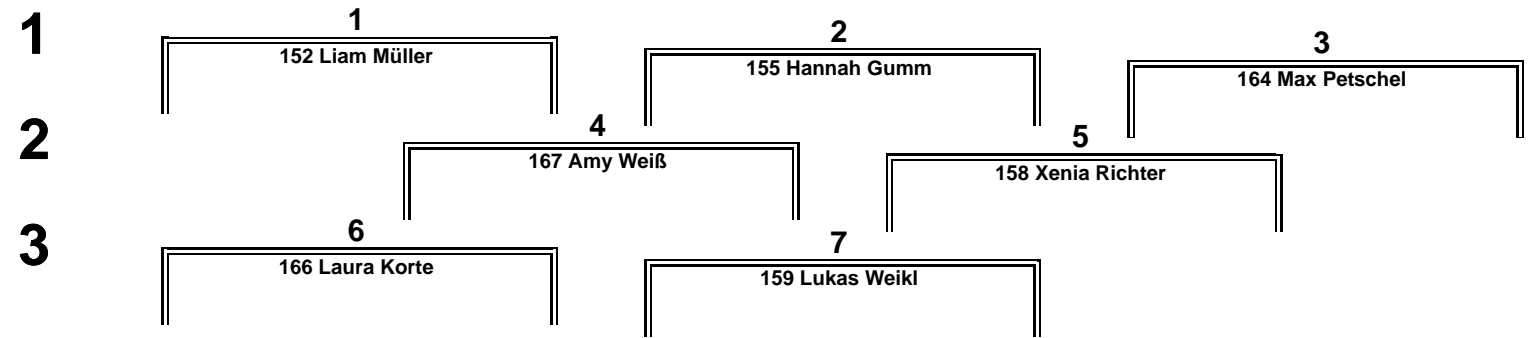 1
1
152 Liam Müller
2
155 Hannah Gumm
3
164 Max Petschel
2
4
167 Amy Weiß
5
158 Xenia Richter
3
6
166 Laura Korte
7
159 Lukas Weikl